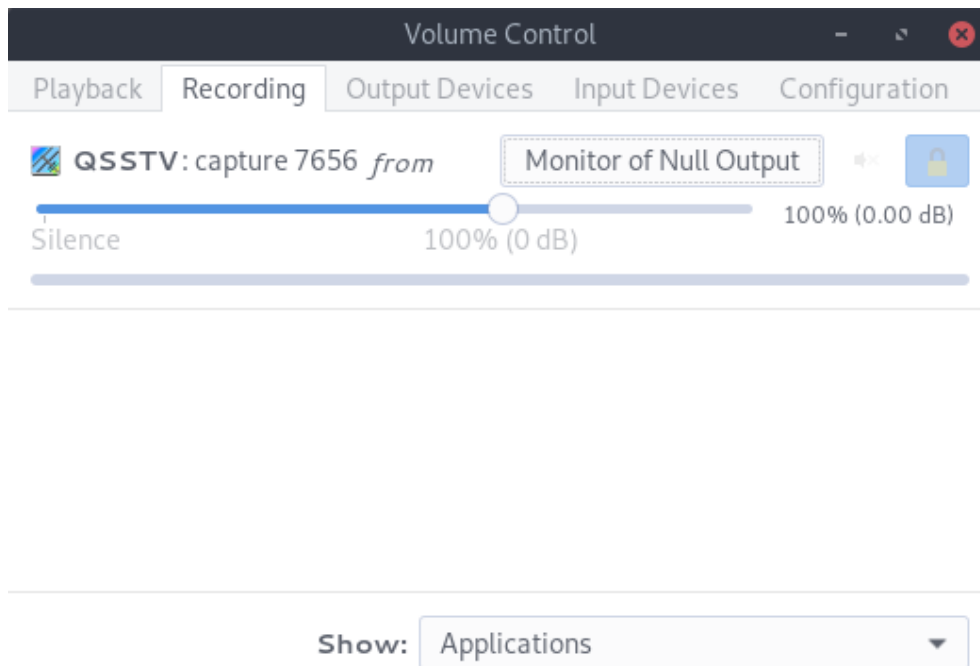 Volume Control
Playback Recording Output Devices Input Devices Configuration
QSSTV: capture 7656 from Monitor of Null Output
100% (0.00 dB)
Silence 100% (0 dB)
Show: Applications